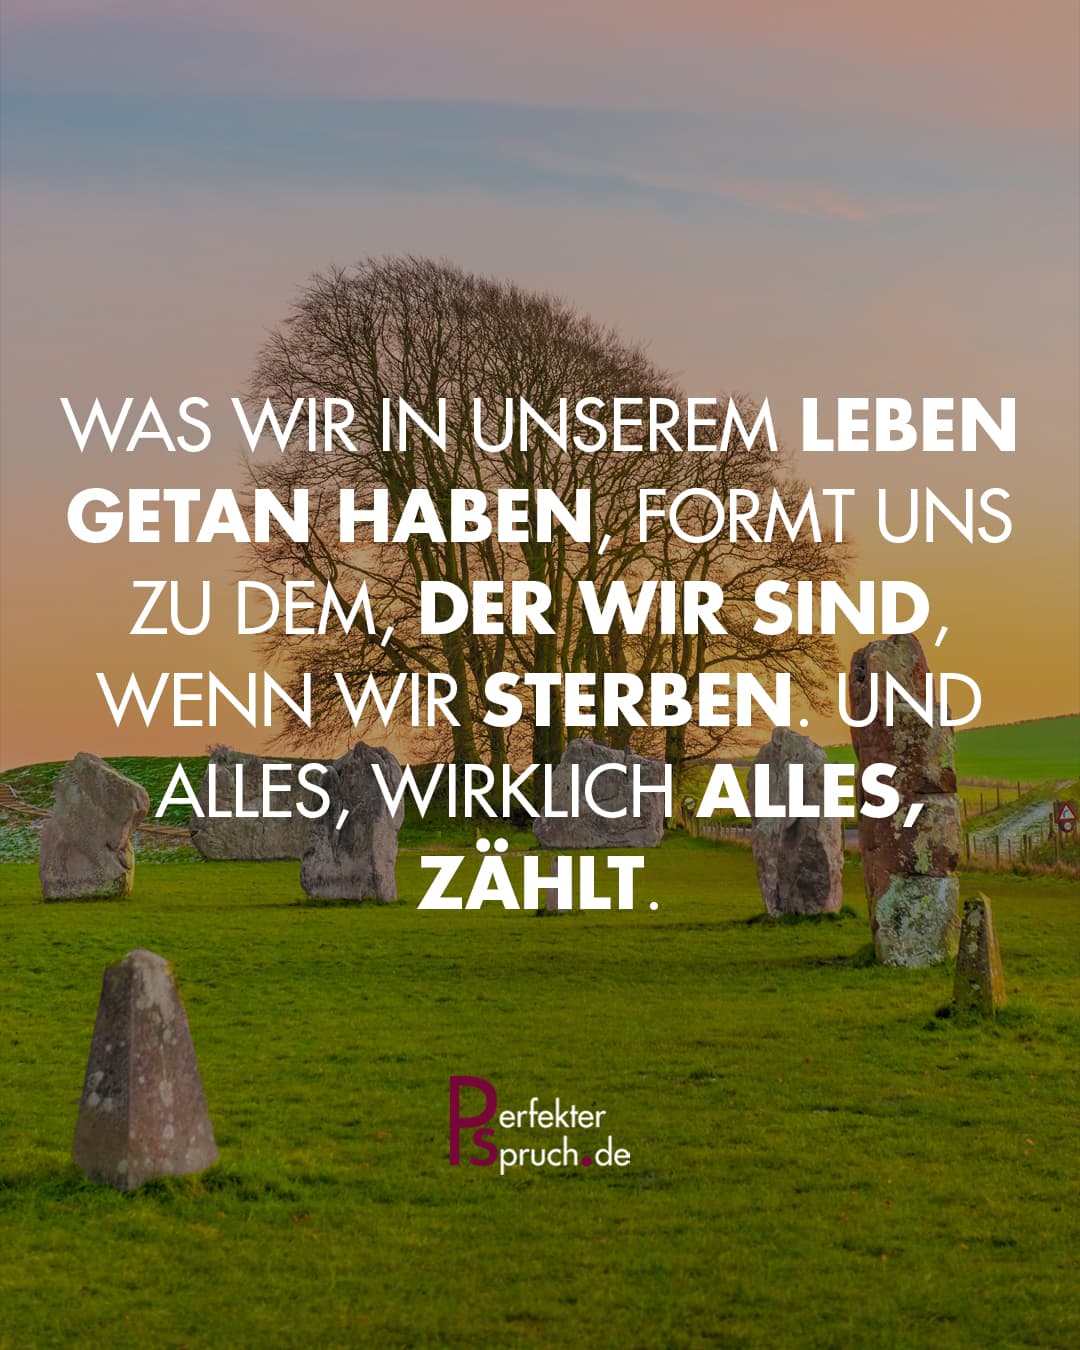 WAS WIR IN UNSEREM LEBEN
GETAN HABEN, FORMT UNS
ZU DEM, DER WIR SIND,
WENN WIR STERBEN. UND
ALLES, WIRKLICH ALLES,
ZÄHLT.
Perfekter
Spruch.de